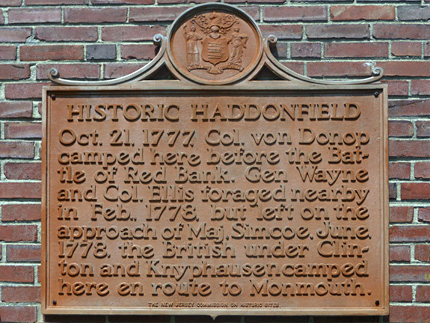 HISTORIC HADDONFIELD
Oct. 21, 1777, Col. von Donop
camped here before the Bat-
tle of Red Bank. Gen. Wayne
and Col. Ellis foraged nearby
in Feb., 1778, but left on the
approach of Maj. Simcoe. June
1778, the British under Clin-
ton and Knyphausen camped
here en route to Monmouth.
THE NEW JERSEY COMMISSION ON HISTORIC SITES